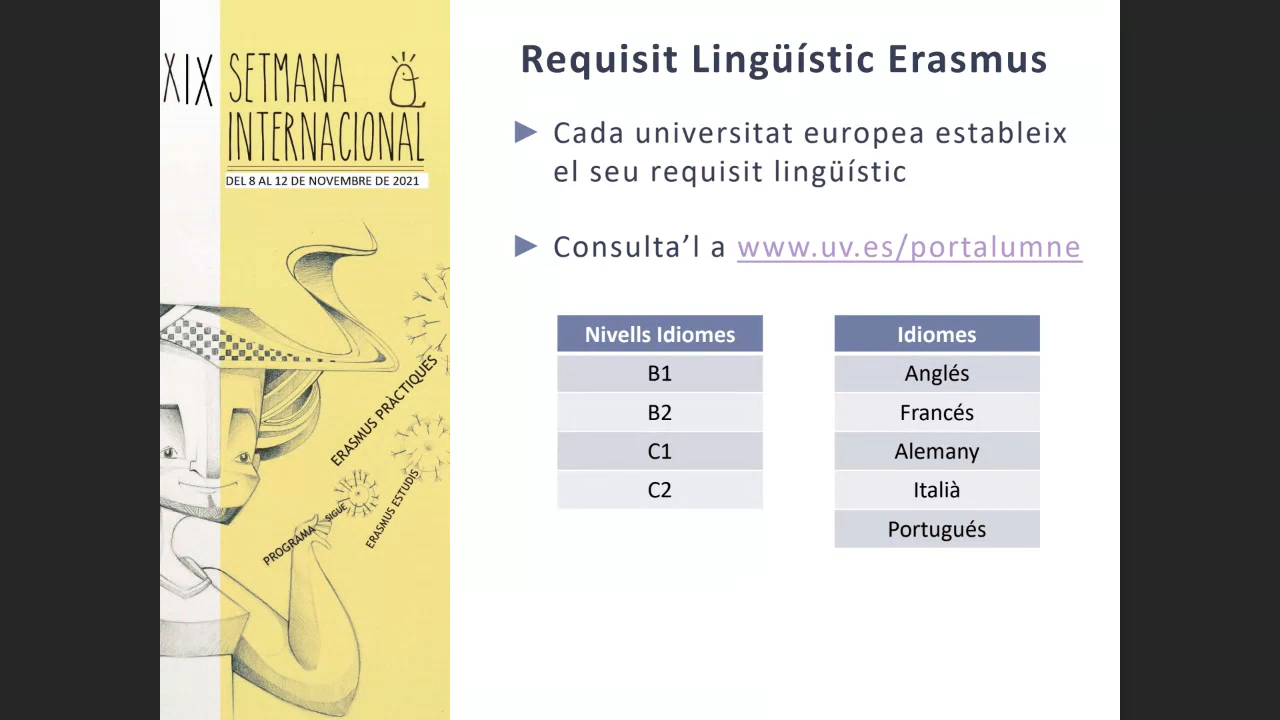 XIX SETMANA
INTERNACIONAL
DEL 8 AL 12 DE NOVEMBRE DE 2021
ERASMUS PRÀCTIQUES
ERASMUS ESTUDIS
PROGRAMA SIGUE
Requisit Lingüístic Erasmus
Cada universitat europea estableix
el seu requisit lingüístic
Consulta’l a www.uv.es/portalumne
Nivells Idiomes
B1
B2
C1
C2
Idiomes
Anglés
Francés
Alemany
Italià
Portugués